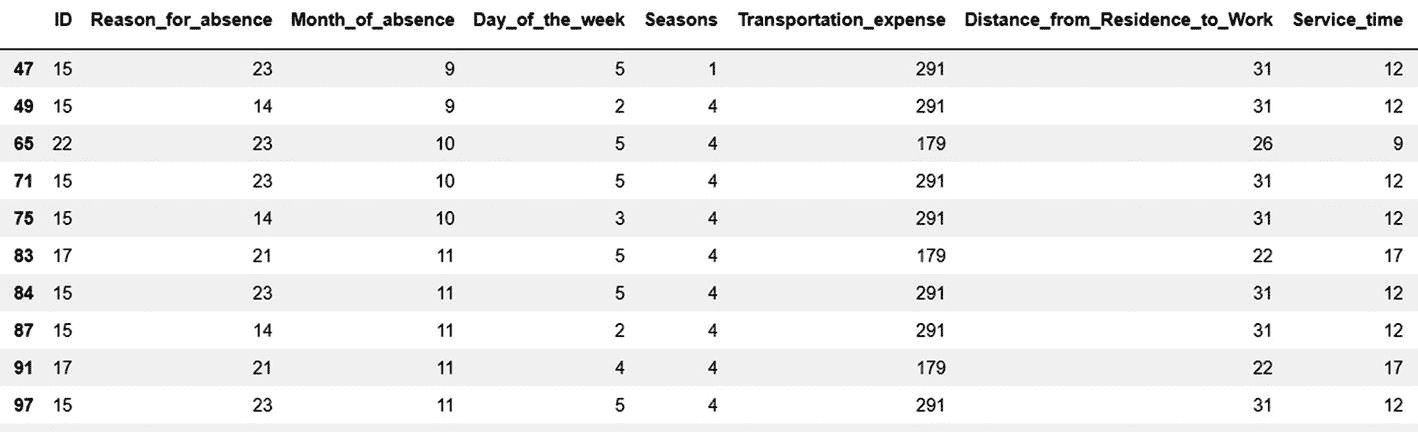 ID Reason_for_absence Month_of_absence Day_of_the_week Seasons Transportation_expense Distance_from_Residence_to_Work Service_time
47 15 23 9 5 1 291 31 12
49 15 14 9 2 4 291 31 12
65 22 23 10 5 4 179 26 9
71 15 23 10 5 4 291 31 12
75 15 14 10 3 4 291 31 12
83 17 21 11 5 4 179 22 17
84 15 23 11 5 4 291 31 12
87 15 14 11 2 4 291 31 12
91 17 21 11 4 4 179 22 17
97 15 23 11 5 4 291 31 12